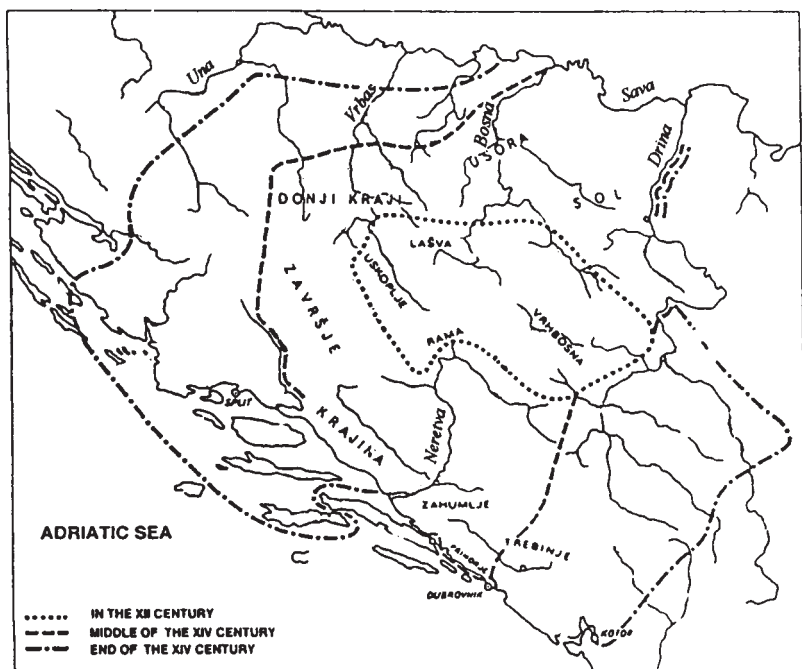 Una
Vrbas
Bosna
Sava
USORA
Drina
SOL
DONJI KRAJI
LAŠVA
USKOPLJE
ZAVRŠJE
VRHBOSNA
RAMA
SPLIT
KRAJINA
Neretva
ZAHUMLJE
ADRIATIC SEA
TREBINJE
PRIMORJE
DUBROVNIK
KOTOR
IN THE XII CENTURY
MIDDLE OF THE XIV CENTURY
END OF THE XIV CENTURY